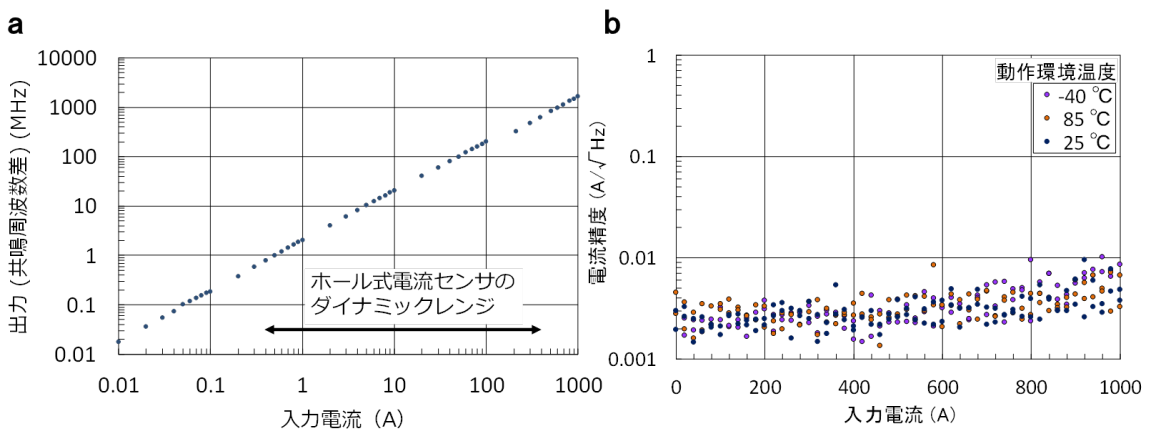 a
10000
1000
100
10
1
0.1
0.01
出力 (共鳴周波数差) (MHz)
ホール式電流センサの
ダイナミックレンジ
0.01 0.1 1 10 100 1000
入力電流 (A)
b
1
0.1
0.01
0.001
電流精度 (A/√Hz)
動作環境温度
-40 ℃
85 ℃
25 ℃
0 200 400 600 800 1000
入力電流 (A)